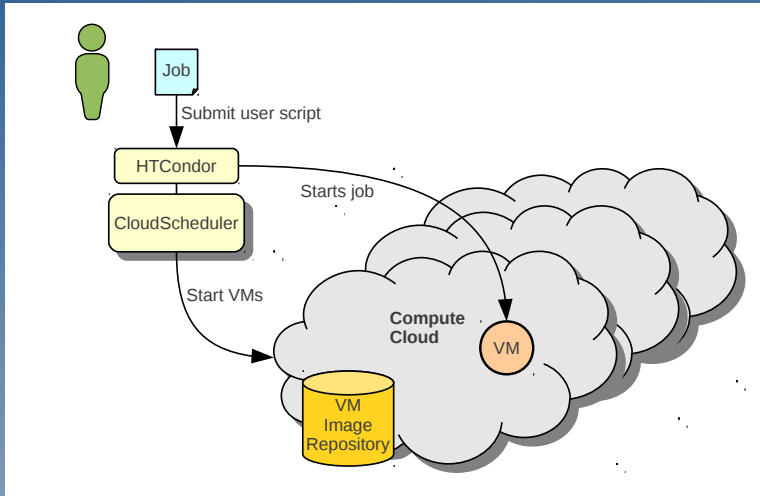 Job
Submit user script
HTCondor
Starts job
CloudScheduler
Start VMs
Compute
Cloud
VM
VM
Image
Repository